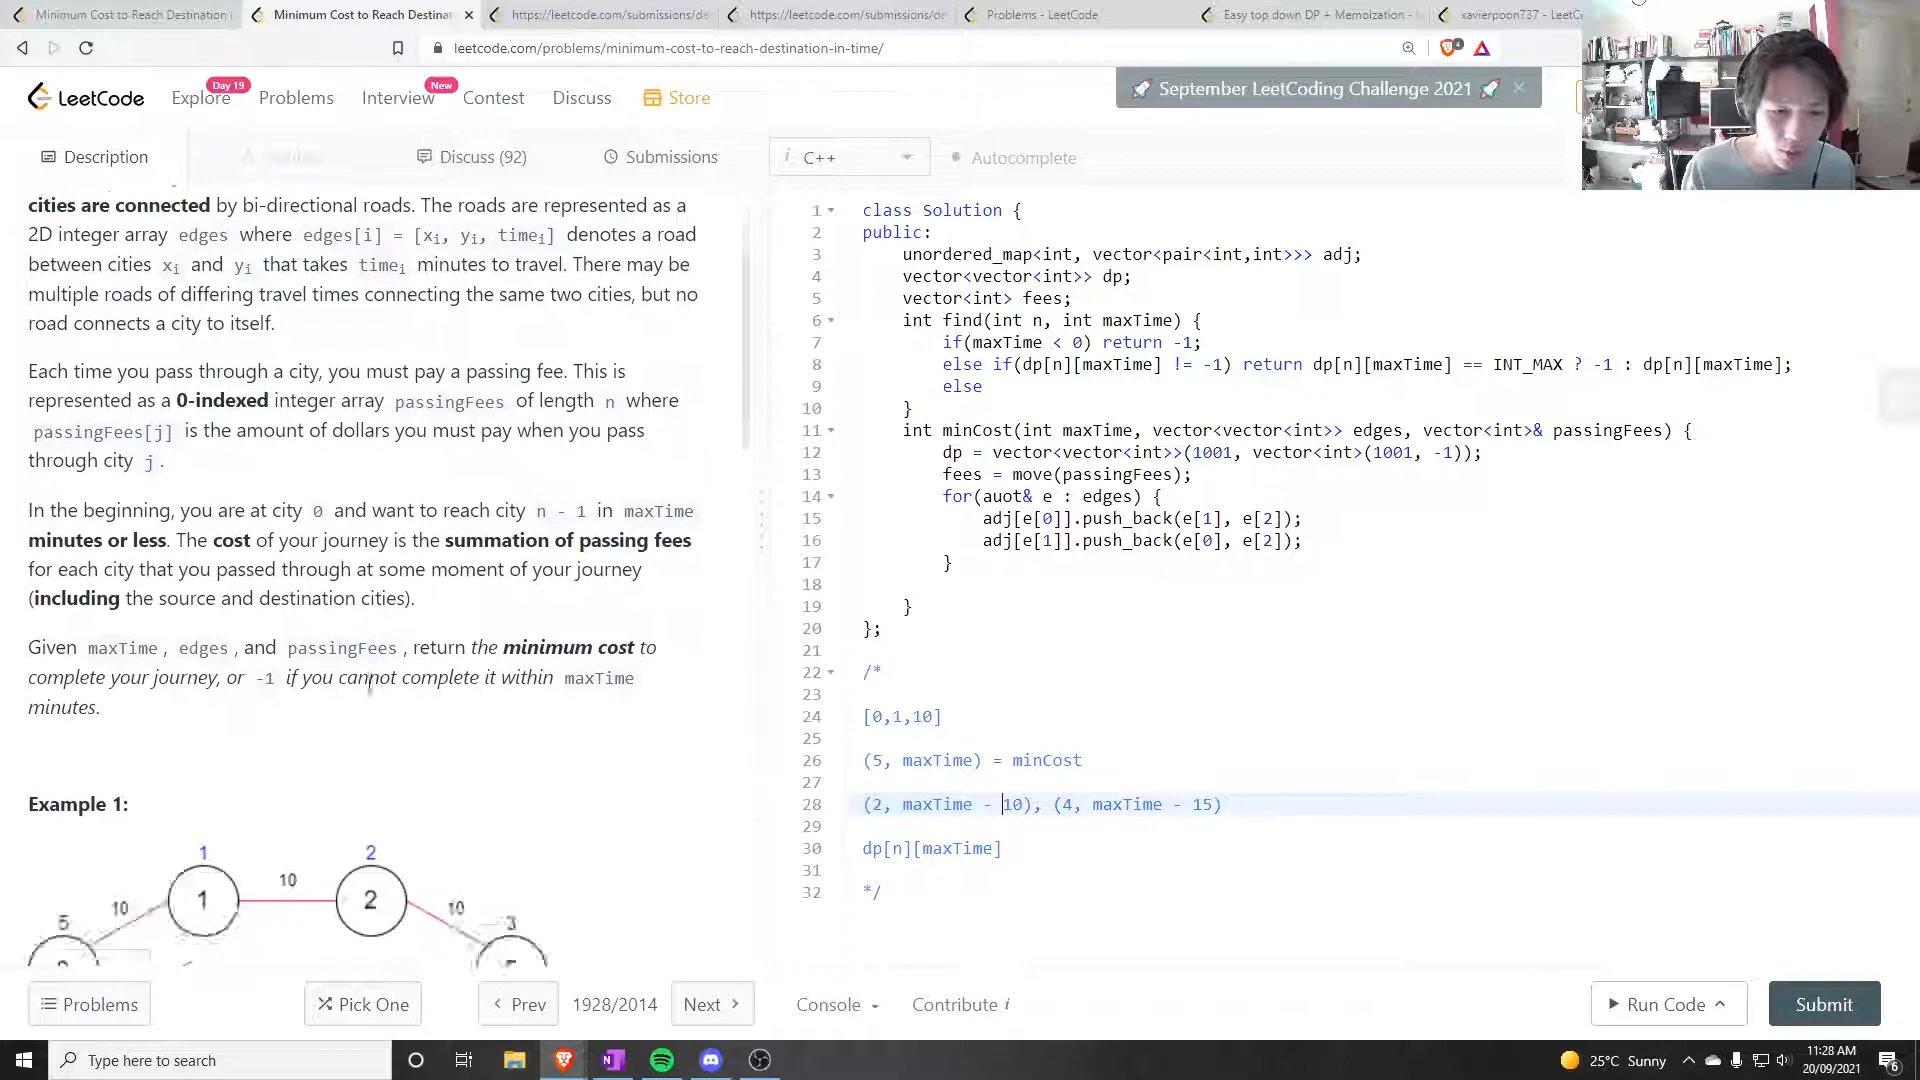 Minimum Cost to Reach Destination i
Minimum Cost to Reach Destinat
https://leetcode.com/submissions/de
https://leetcode.com/submissions/de
Problems - LeetCode
Easy top down DP + Memoization -
xavierpoon737 - LeetC
leetcode.com/problems/minimum-cost-to-reach-destination-in-time/
4
LeetCode
Explore
Day 19
Problems
Interview
New
Contest
Discuss
Store
September LeetCoding Challenge 2021
Description
Discuss (92)
Submissions
C++
Autocomplete
cities are connected by bi-directional roads. The roads are represented as a
2D integer array edges where edges[i] = [xi, yi, timei] denotes a road
between cities xi and yi that takes timei minutes to travel. There may be
multiple roads of differing travel times connecting the same two cities, but no
road connects a city to itself.
Each time you pass through a city, you must pay a passing fee. This is
represented as a 0-indexed integer array passingFees of length n where
passingFees[j] is the amount of dollars you must pay when you pass
through city j.
In the beginning, you are at city 0 and want to reach city n - 1 in maxTime
minutes or less. The cost of your journey is the summation of passing fees
for each city that you passed through at some moment of your journey
(including the source and destination cities).
Given maxTime, edges, and passingFees, return the minimum cost to
complete your journey, or -1 if you cannot complete it within maxTime
minutes.
Example 1:
1
2
1
10
2
10
10
5
3
1 class Solution {
2 public:
3 unordered_map<int, vector<pair<int,int>>> adj;
4 vector<vector<int>> dp;
5 vector<int> fees;
6 int find(int n, int maxTime) {
7 if(maxTime < 0) return -1;
8 else if(dp[n][maxTime] != -1) return dp[n][maxTime] == INT_MAX ? -1 : dp[n][maxTime];
9 else
10 }
11 int minCost(int maxTime, vector<vector<int>> edges, vector<int>& passingFees) {
12 dp = vector<vector<int>>(1001, vector<int>(1001, -1));
13 fees = move(passingFees);
14 for(auot& e : edges) {
15 adj[e[0]].push_back(e[1], e[2]);
16 adj[e[1]].push_back(e[0], e[2]);
17 }
18
19 }
20 };
21
22 /*
23
24 [0,1,10]
25
26 (5, maxTime) = minCost
27
28 (2, maxTime - 10), (4, maxTime - 15)
29
30 dp[n][maxTime]
31
32 */
Problems
Pick One
Prev
1928/2014
Next
Console
Contribute i
Run Code
Submit
Type here to search
25°C Sunny
11:28 AM
20/09/2021
6